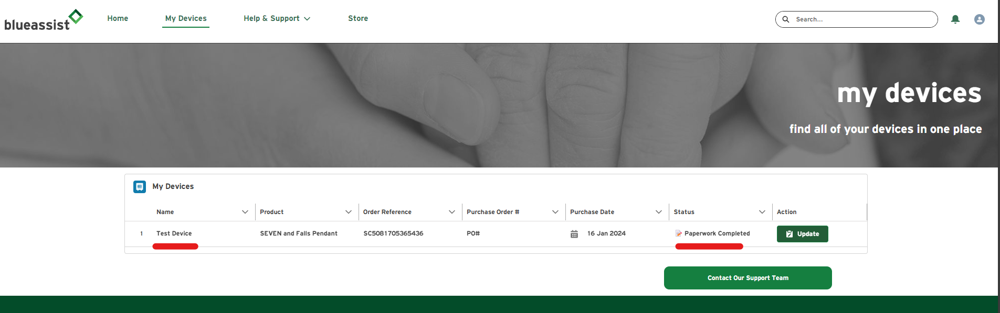 blueassist
Home
My Devices
Help & Support
Store
Search...
my devices
find all of your devices in one place
My Devices
Name Product Order Reference Purchase Order # Purchase Date Status Action
1 Test Device SEVEN and Falls Pendant SC5081705365436 PO# 16 Jan 2024 Paperwork Completed Update
Contact Our Support Team